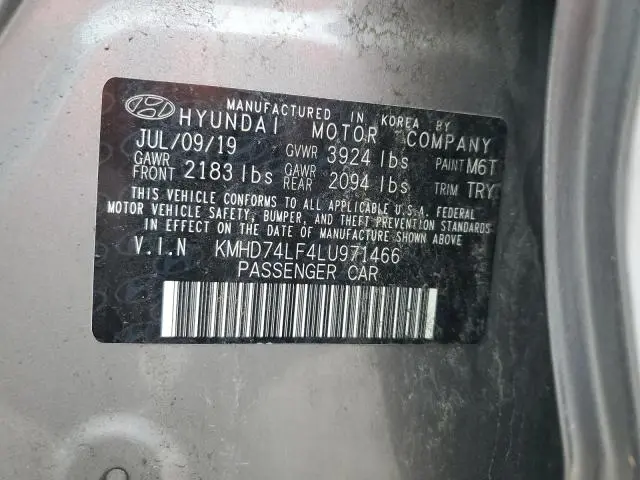 MANUFACTURED IN KOREA BY
HYUNDAI MOTOR COMPANY
JUL/09/19 GVWR 3924 lbs PAINT M6T
GAWR FRONT 2183 lbs GAWR REAR 2094 lbs TRIM TRY
THIS VEHICLE CONFORMS TO ALL APPLICABLE U.S.A. FEDERAL
MOTOR VEHICLE SAFETY, BUMPER, AND THEFT PREVENTION STANDARDS
IN EFFECT ON THE DATE OF MANUFACTURE SHOWN ABOVE.
V.I.N KMHD74LF4LU971466
PASSENGER CAR